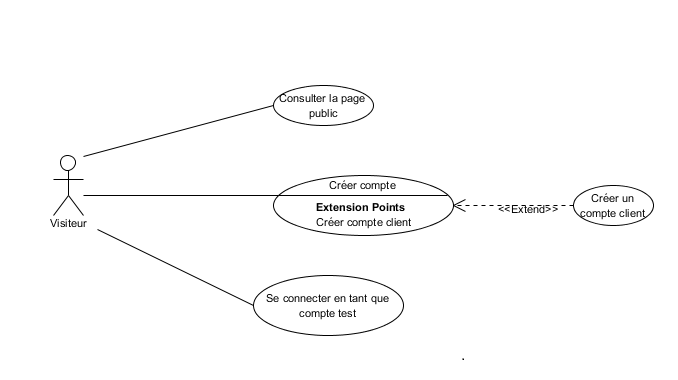 Consulter la page
public
Créer compte
Extension Points
Créer compte client
<<Extend>>
Créer un
compte client
Visiteur
Se connecter en tant que
compte test
.